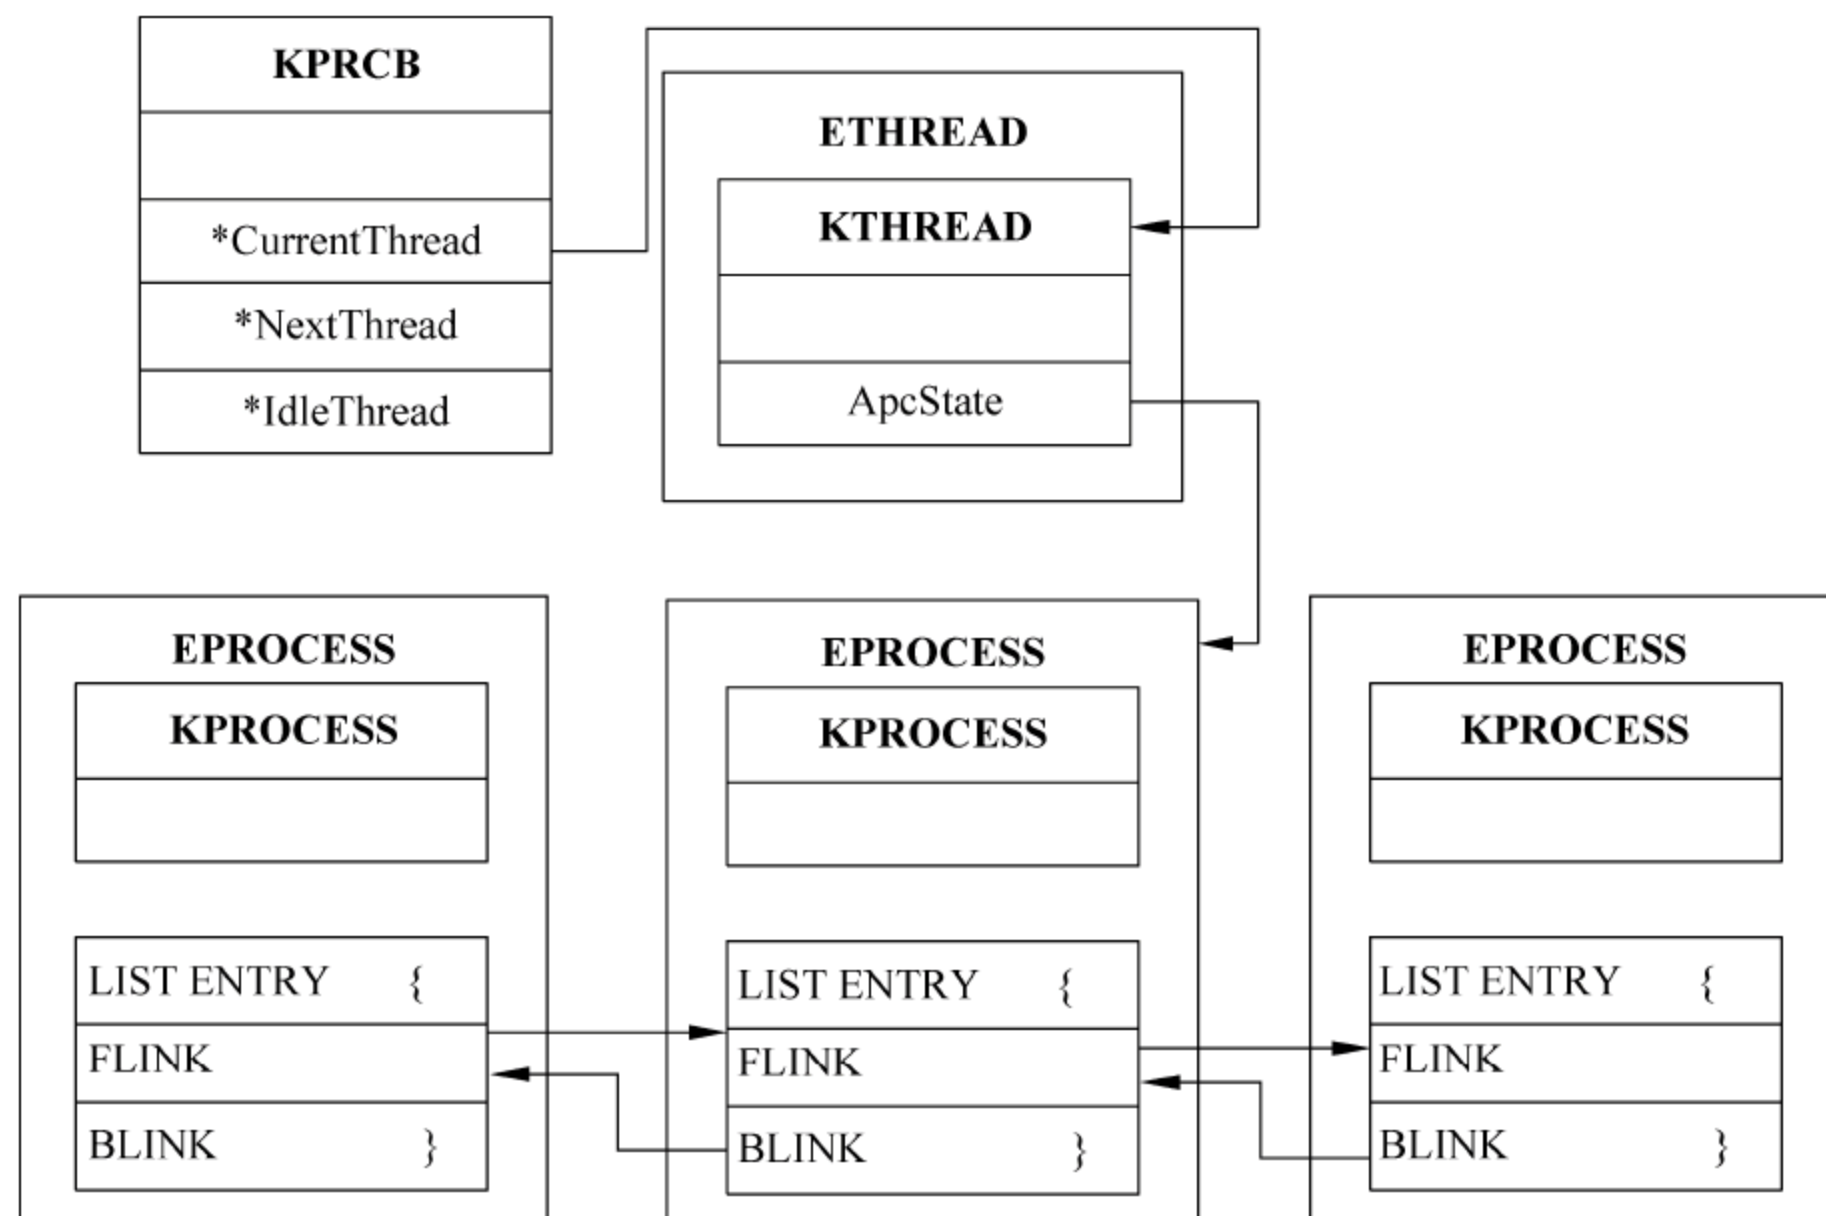 KPRCB
*CurrentThread
*NextThread
*IdleThread
ETHREAD
KTHREAD
ApcState
EPROCESS
KPROCESS
LIST ENTRY {
FLINK
BLINK }
EPROCESS
KPROCESS
LIST ENTRY {
FLINK
BLINK }
EPROCESS
KPROCESS
LIST ENTRY {
FLINK
BLINK }